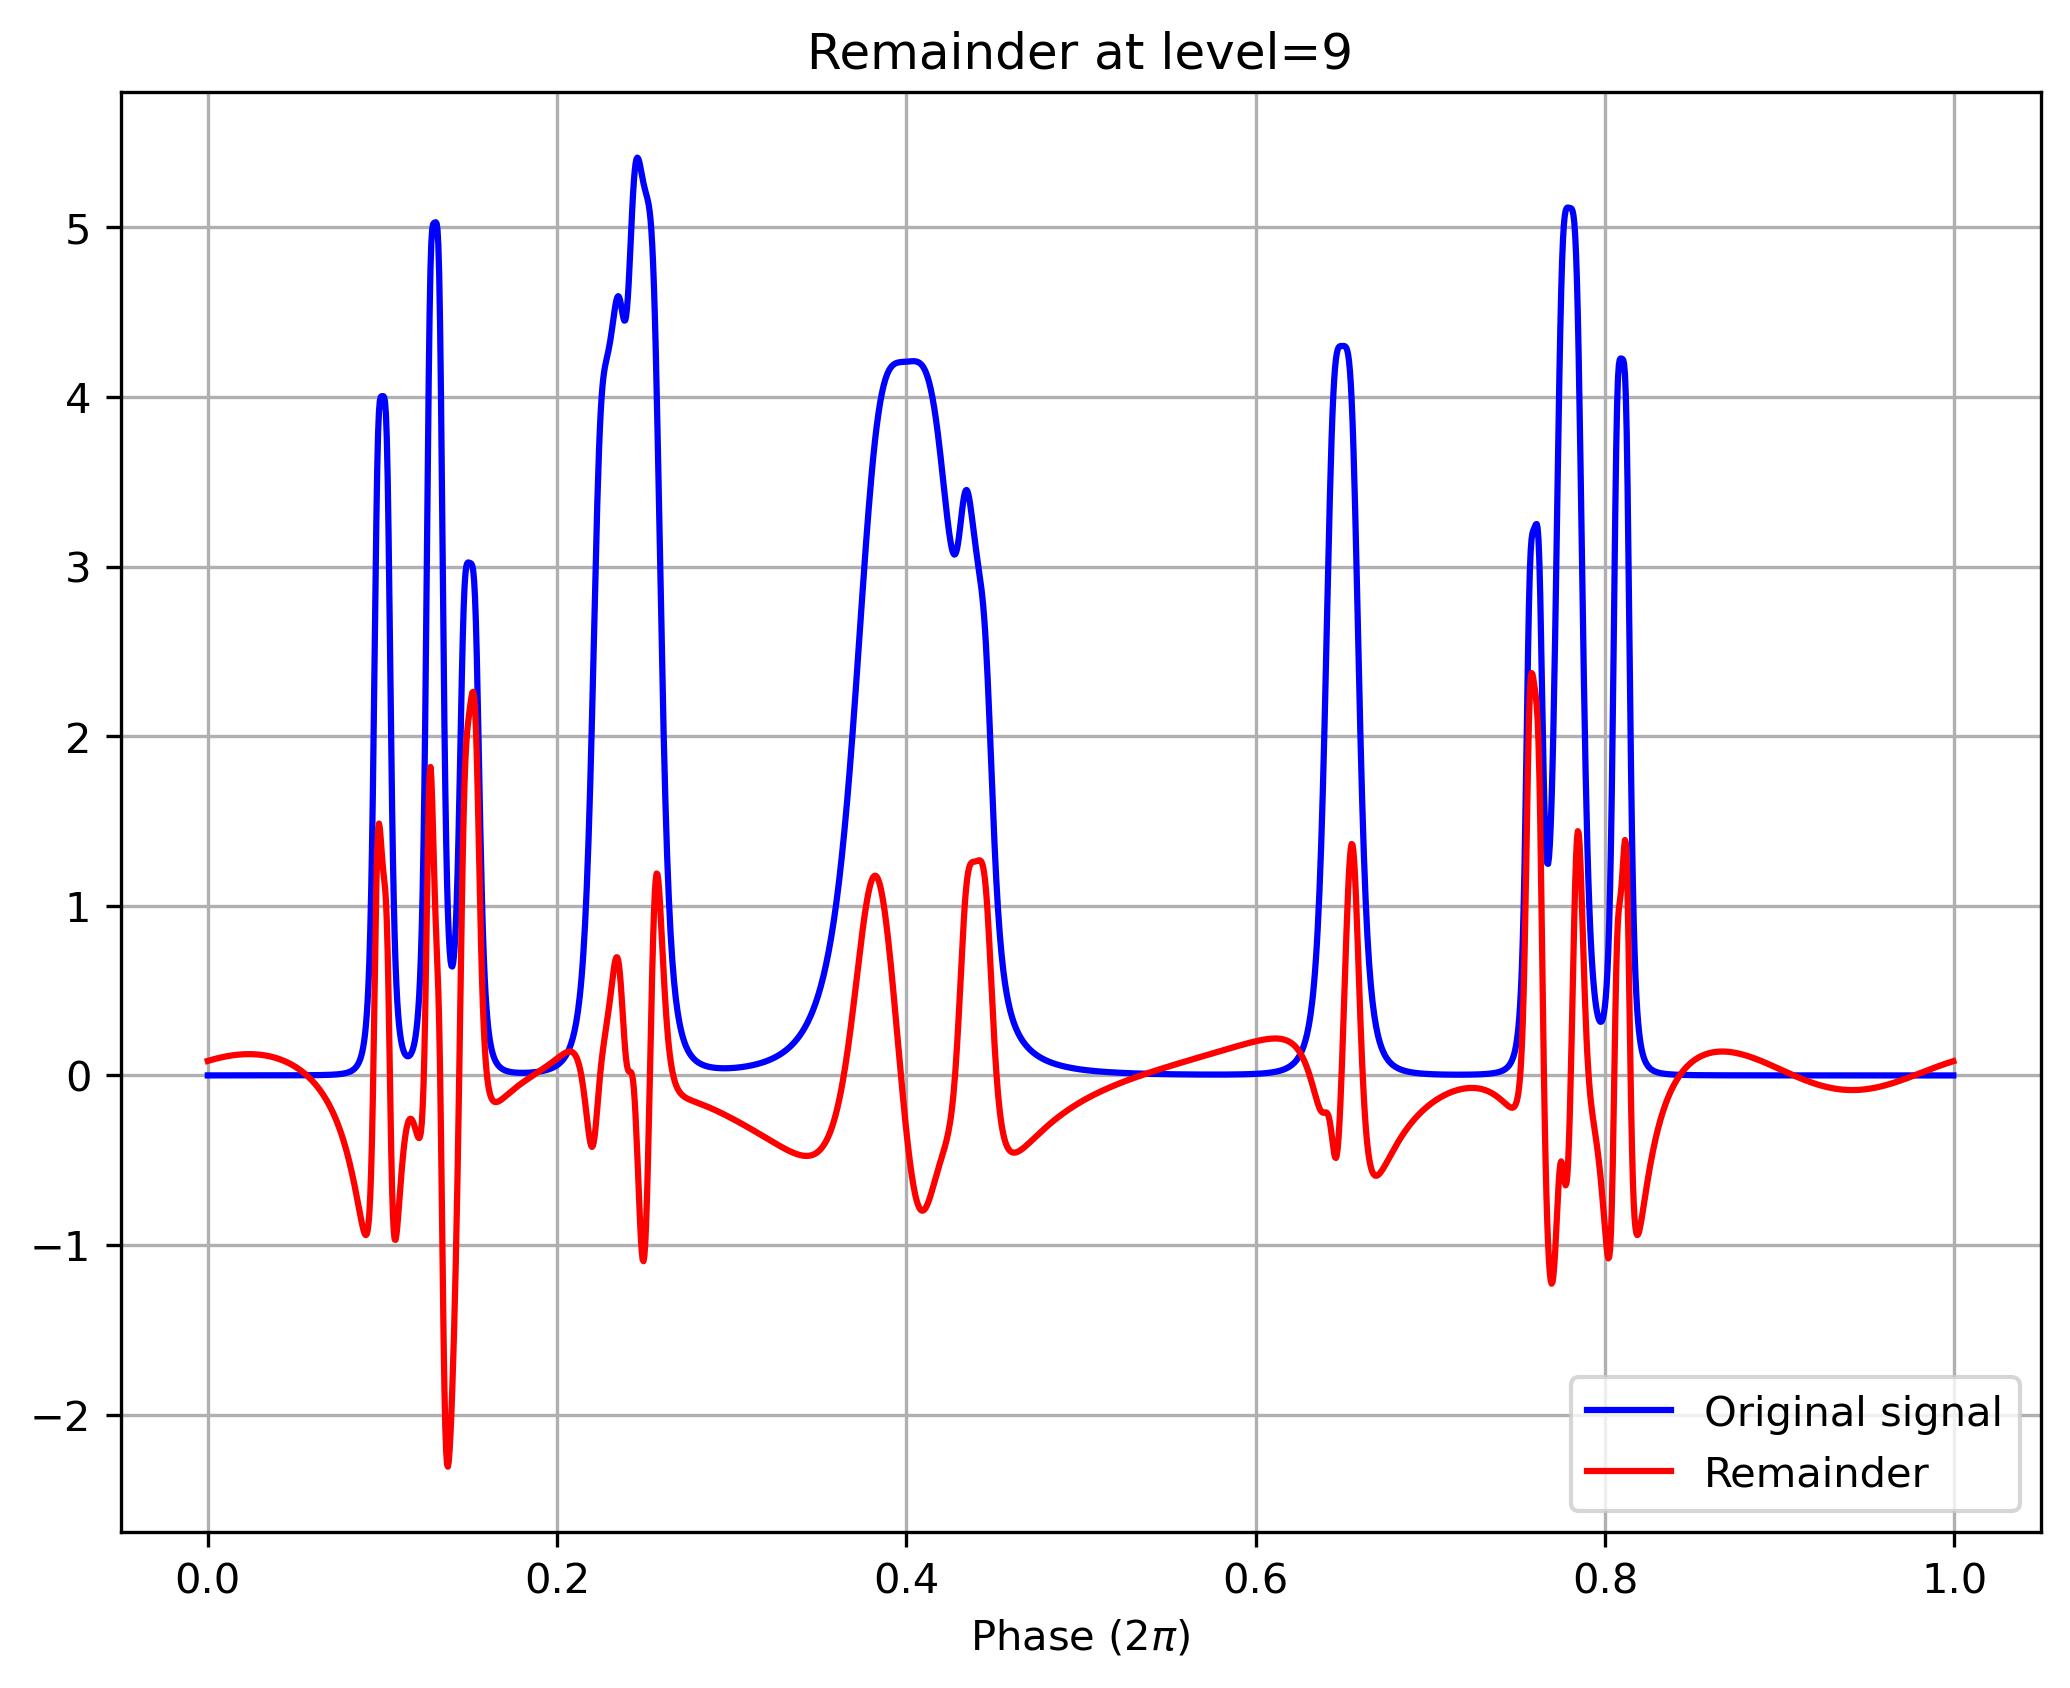 Remainder at level=9
5
4
3
2
1
0
−1
−2
0.0 0.2 0.4 0.6 0.8 1.0
Phase (2π)
Original signal
Remainder